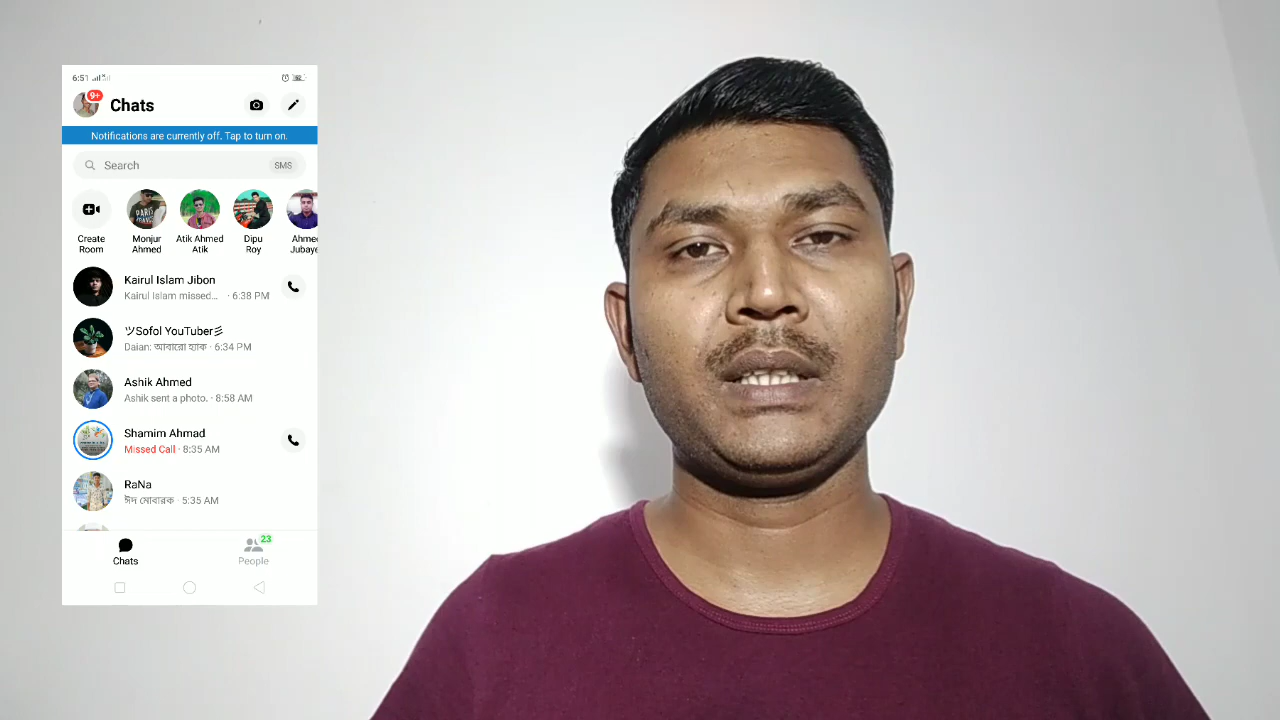 6:51
9+
Chats
Notifications are currently off. Tap to turn on.
Search
SMS
Create Room
Monjur Ahmed
Atik Ahmed Atik
Dipu Roy
Ahmed Jubaye
Kairul Islam Jibon
Kairul Islam missed... · 6:38 PM
ツSofol YouTuber彡
Daian: আবারো হ্যাক · 6:34 PM
Ashik Ahmed
Ashik sent a photo. · 8:58 AM
Shamim Ahmad
Missed Call · 8:35 AM
RaNa
ঈদ মোবারক · 5:35 AM
23
Chats
People